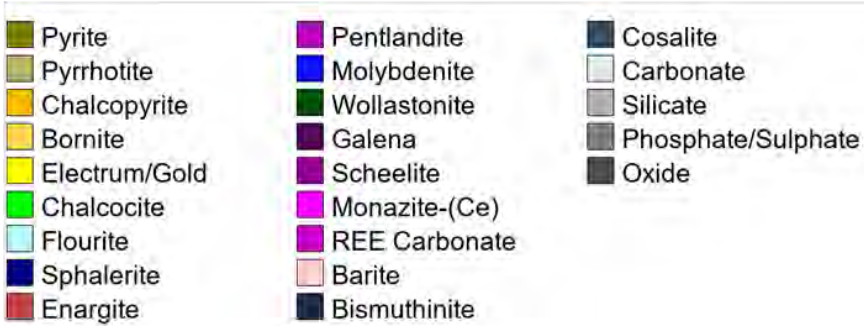 Pyrite
Pyrrhotite
Chalcopyrite
Bornite
Electrum/Gold
Chalcocite
Flourite
Sphalerite
Enargite
Pentlandite
Molybdenite
Wollastonite
Galena
Scheelite
Monazite-(Ce)
REE Carbonate
Barite
Bismuthinite
Cosalite
Carbonate
Silicate
Phosphate/Sulphate
Oxide